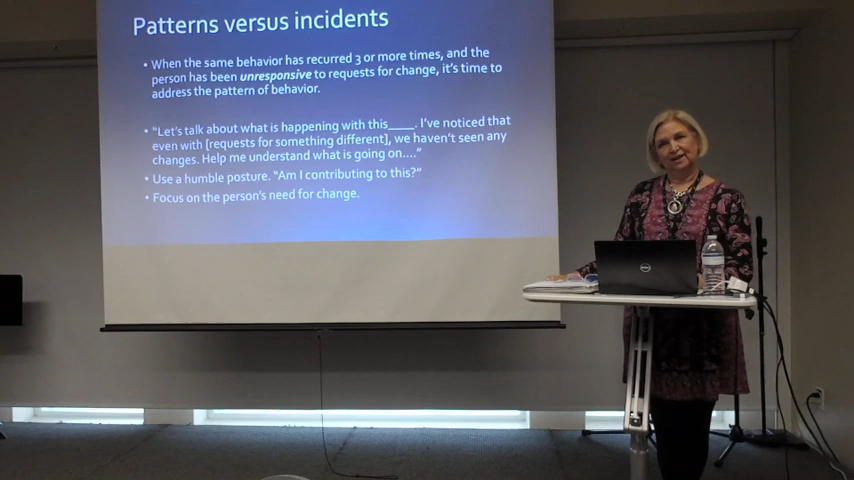 Patterns versus incidents
• When the same behavior has recurred 3 or more times, and the
person has been unresponsive to requests for change, it's time to
address the pattern of behavior.
• "Let's talk about what is happening with this____. I've noticed that
even with [requests for something different], we haven't seen any
changes. Help me understand what is going on...."
• Use a humble posture. "Am I contributing to this?"
• Focus on the person's need for change.
DELL